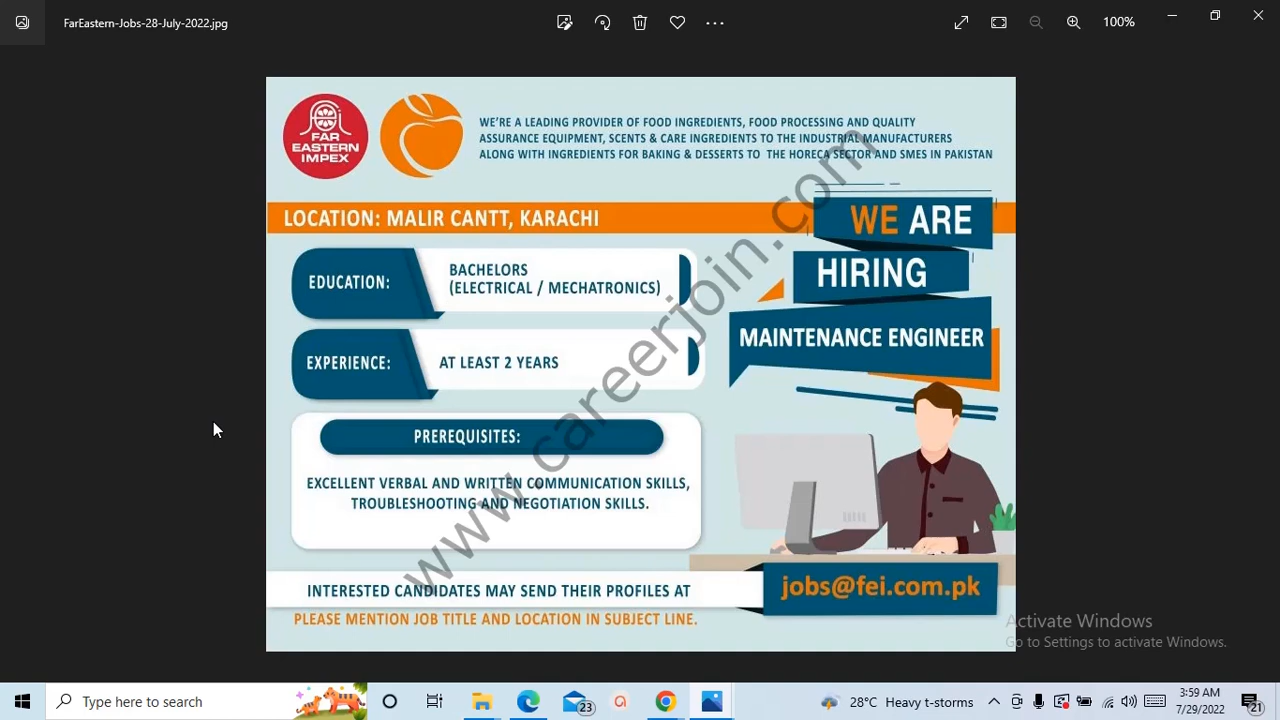 FarEastern-Jobs-28-July-2022.jpg
100%
FAR
EASTERN
IMPEX
WE'RE A LEADING PROVIDER OF FOOD INGREDIENTS, FOOD PROCESSING AND QUALITY
ASSURANCE EQUIPMENT, SCENTS & CARE INGREDIENTS TO THE INDUSTRIAL MANUFACTURERS
ALONG WITH INGREDIENTS FOR BAKING & DESSERTS TO THE HORECA SECTOR AND SMES IN PAKISTAN
LOCATION: MALIR CANTT, KARACHI
WE ARE
HIRING
MAINTENANCE ENGINEER
EDUCATION:
BACHELORS
(ELECTRICAL / MECHATRONICS)
EXPERIENCE:
AT LEAST 2 YEARS
PREREQUISITES:
EXCELLENT VERBAL AND WRITTEN COMMUNICATION SKILLS,
TROUBLESHOOTING AND NEGOTIATION SKILLS.
www.careerjoin.com
INTERESTED CANDIDATES MAY SEND THEIR PROFILES AT
jobs@fei.com.pk
PLEASE MENTION JOB TITLE AND LOCATION IN SUBJECT LINE.
Activate Windows
Go to Settings to activate Windows.
Type here to search
23
28°C Heavy t-storms
3:59 AM
7/29/2022
21